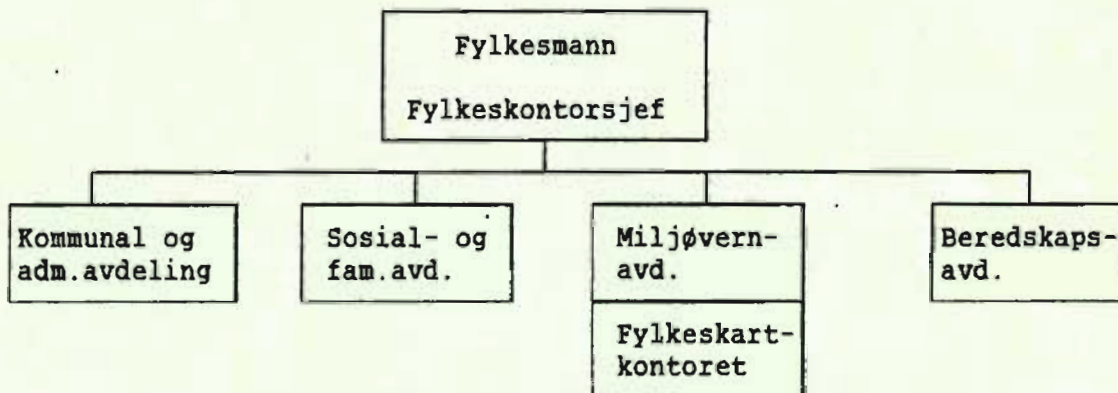 Fylkesmann
Fylkeskontorsjef
Kommunal og
adm.avdeling
Sosial- og
fam.avd.
Miljøvern-
avd.
Fylkeskart-
kontoret
Beredskaps-
avd.